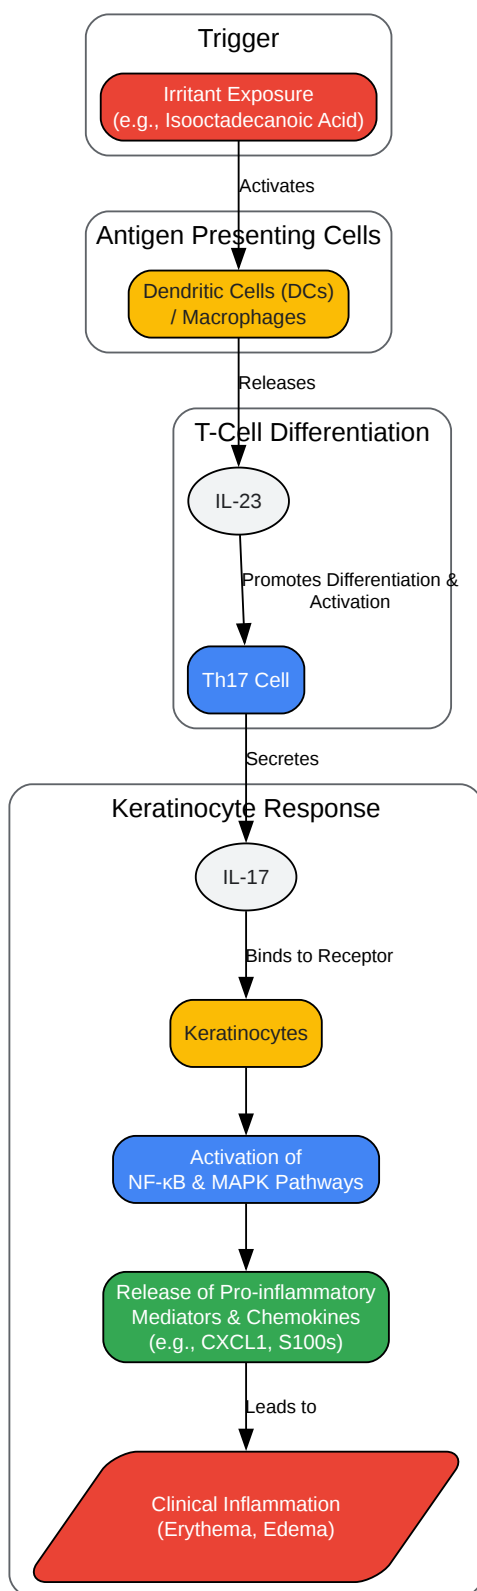 Trigger
Irritant Exposure
(e.g., Isooctadecanoic Acid)
Activates
Antigen Presenting Cells
Dendritic Cells (DCs)
/ Macrophages
Releases
T-Cell Differentiation
IL-23
Promotes Differentiation &
Activation
Th17 Cell
Secretes
Keratinocyte Response
IL-17
Binds to Receptor
Keratinocytes
Activation of
NF-κB & MAPK Pathways
Release of Pro-inflammatory
Mediators & Chemokines
(e.g., CXCL1, S100s)
Leads to
Clinical Inflammation
(Erythema, Edema)